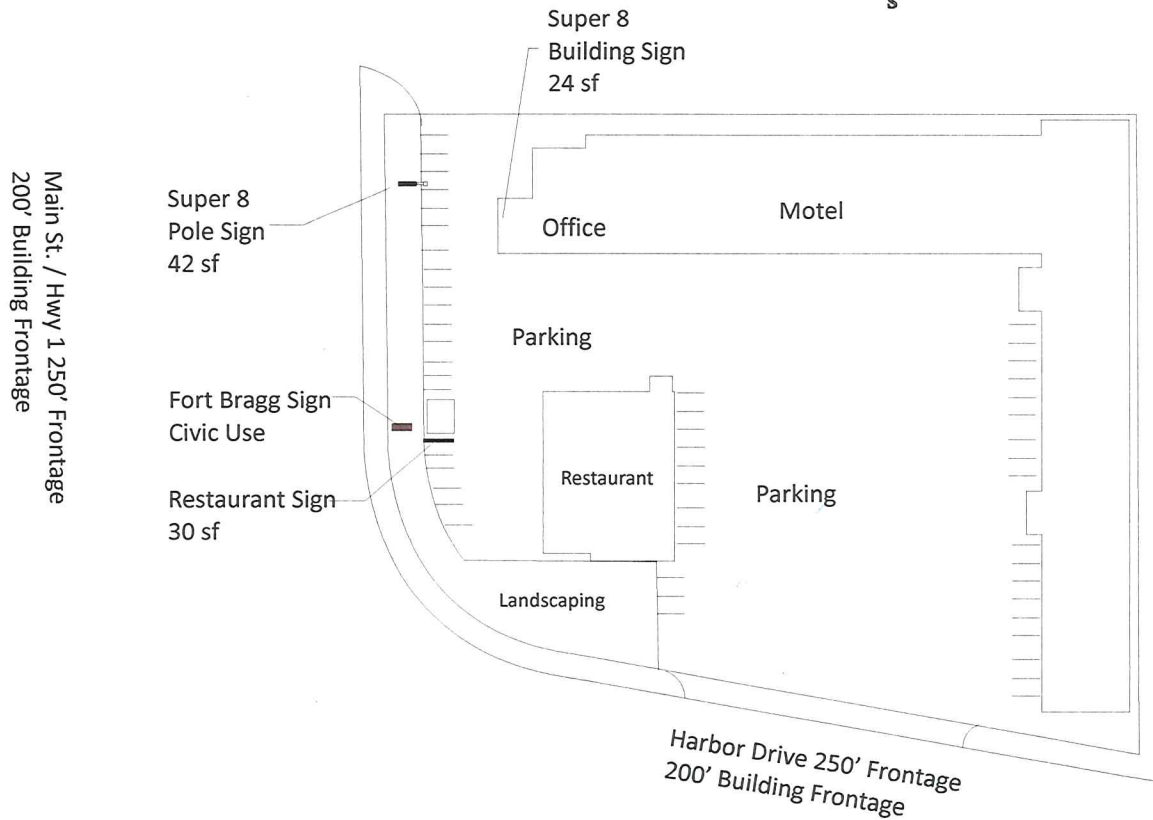 Super 8
Building Sign
24 sf
Main St. / Hwy 1 250' Frontage
200' Building Frontage
Super 8
Pole Sign
42 sf
Office
Motel
Parking
Fort Bragg Sign
Civic Use
Restaurant Sign
30 sf
Restaurant
Parking
Landscaping
Harbor Drive 250' Frontage
200' Building Frontage